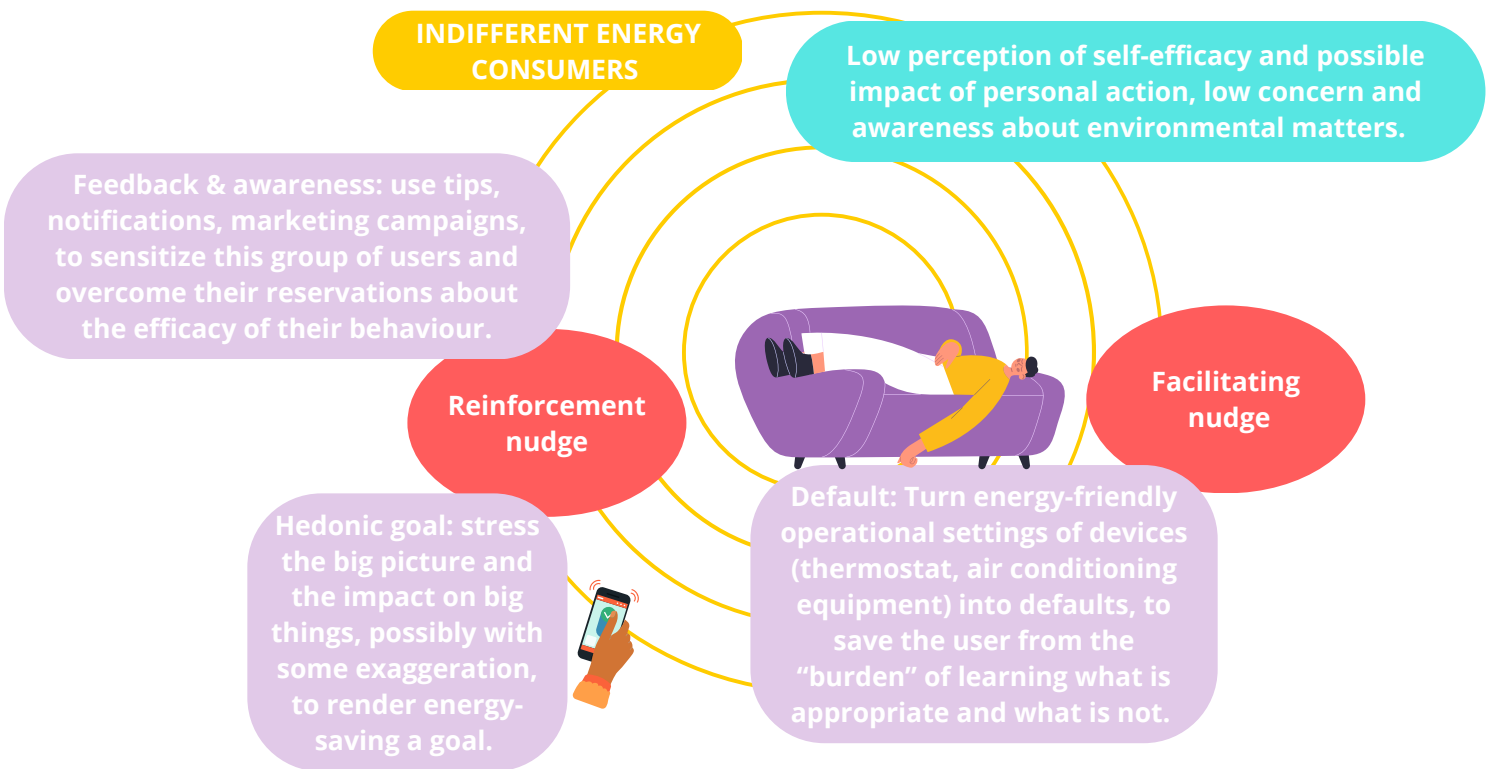 INDIFFERENT ENERGY
CONSUMERS
Low perception of self-efficacy and possible
impact of personal action, low concern and
awareness about environmental matters.
Feedback & awareness: use tips,
notifications, marketing campaigns,
to sensitize this group of users and
overcome their reservations about
the efficacy of their behaviour.
Reinforcement
nudge
Facilitating
nudge
Hedonic goal: stress
the big picture and
the impact on big
things, possibly with
some exaggeration,
to render energy-
saving a goal.
Default: Turn energy-friendly
operational settings of devices
(thermostat, air conditioning
equipment) into defaults, to
save the user from the
“burden” of learning what is
appropriate and what is not.